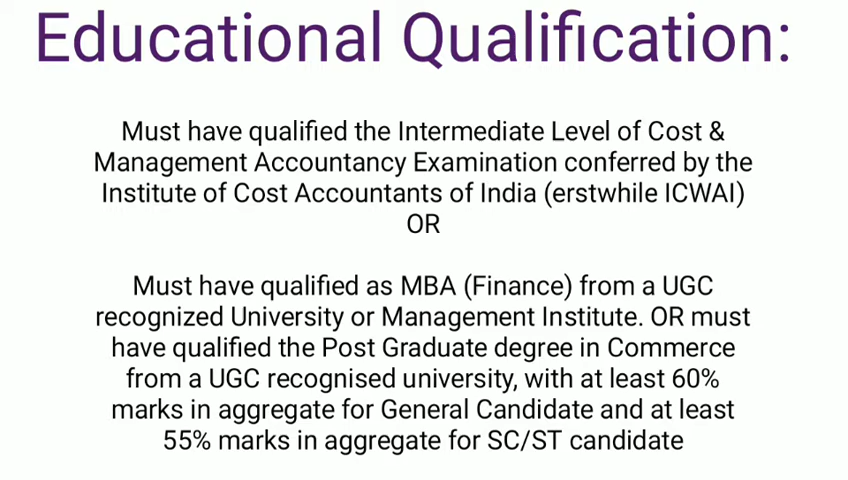 Educational Qualification:
Must have qualified the Intermediate Level of Cost &
Management Accountancy Examination conferred by the
Institute of Cost Accountants of India (erstwhile ICWAI)
OR
Must have qualified as MBA (Finance) from a UGC
recognized University or Management Institute. OR must
have qualified the Post Graduate degree in Commerce
from a UGC recognised university, with at least 60%
marks in aggregate for General Candidate and at least
55% marks in aggregate for SC/ST candidate